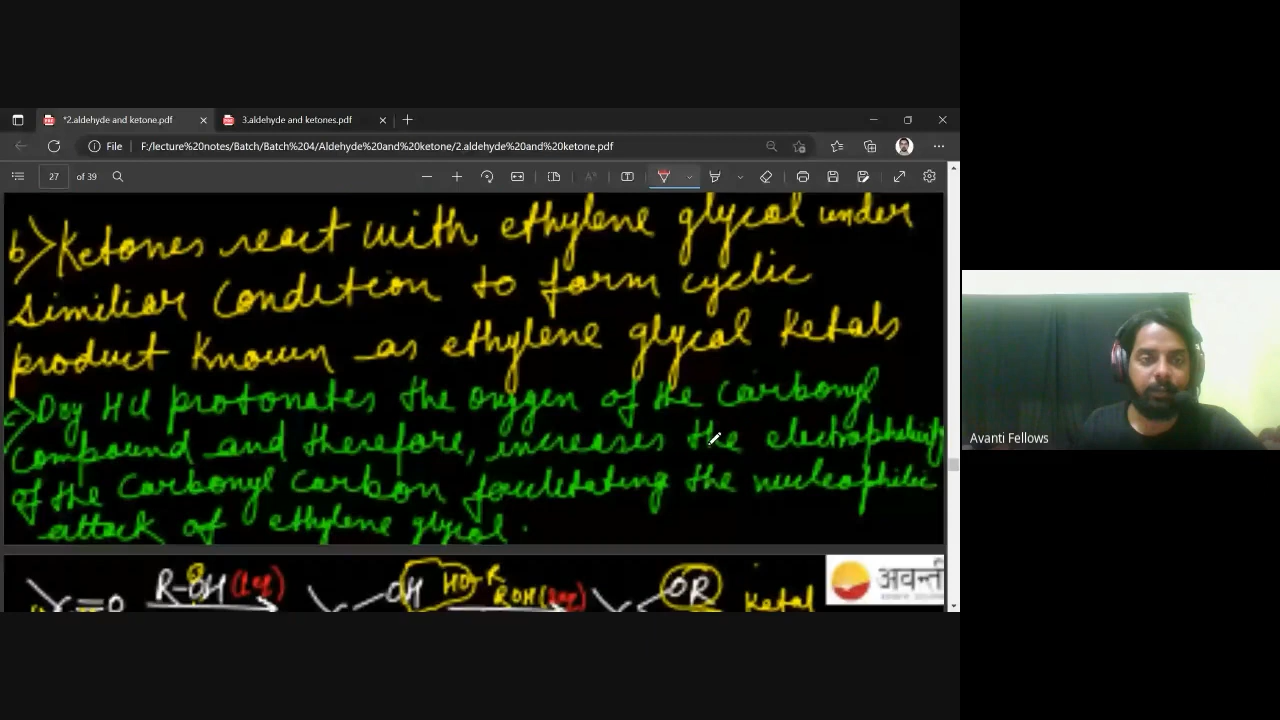 *2.aldehyde and ketone.pdf
3.aldehyde and ketones.pdf
File
F:/lecture%20notes/Batch/Batch%204/Aldehyde%20and%20ketone/2.aldehyde%20and%20ketone.pdf
27 of 39
b) Ketones react with ethylene glycol under
similiar condition to form cyclic
product known as ethylene glycol ketals
Dry HCl protonates the oxygen of the carbonyl
compound and therefore, increases the electrophilicity
of the carbonyl carbon facilitating the nucleophilic
attack of ethylene glycol.
R-OH (1eq) OH HO-R ROH OR ketal
=O
अवन्ती
Avanti Fellows